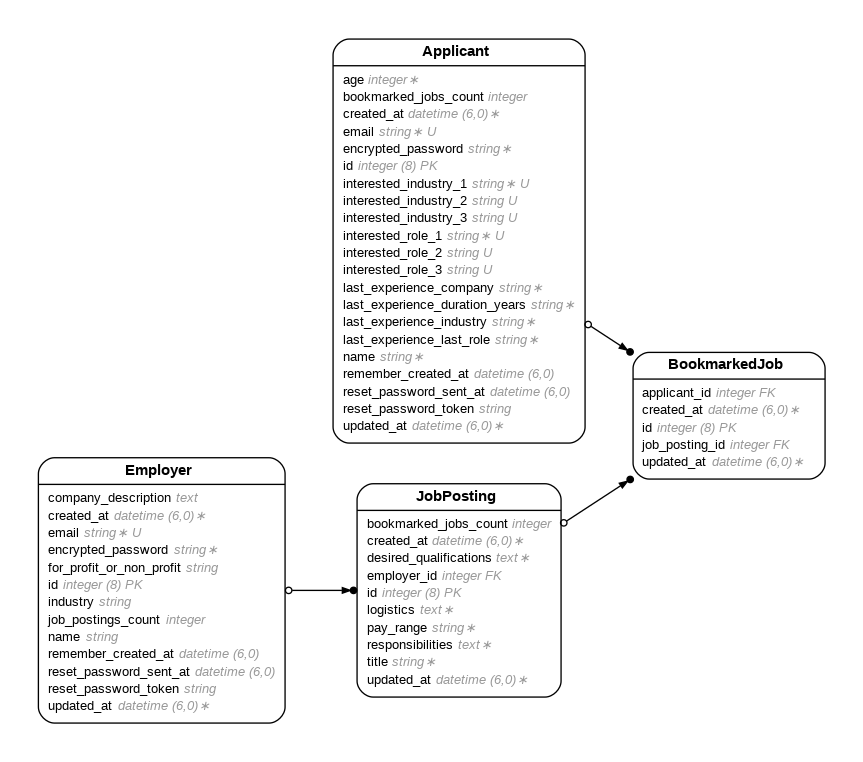 Applicant
age integer∗
bookmarked_jobs_count integer
created_at datetime (6,0)∗
email string∗ U
encrypted_password string∗
id integer (8) PK
interested_industry_1 string∗ U
interested_industry_2 string U
interested_industry_3 string U
interested_role_1 string∗ U
interested_role_2 string U
interested_role_3 string U
last_experience_company string∗
last_experience_duration_years string∗
last_experience_industry string∗
last_experience_last_role string∗
name string∗
remember_created_at datetime (6,0)
reset_password_sent_at datetime (6,0)
reset_password_token string
updated_at datetime (6,0)∗
BookmarkedJob
applicant_id integer FK
created_at datetime (6,0)∗
id integer (8) PK
job_posting_id integer FK
updated_at datetime (6,0)∗
Employer
company_description text
created_at datetime (6,0)∗
email string∗ U
encrypted_password string∗
for_profit_or_non_profit string
id integer (8) PK
industry string
job_postings_count integer
name string
remember_created_at datetime (6,0)
reset_password_sent_at datetime (6,0)
reset_password_token string
updated_at datetime (6,0)∗
JobPosting
bookmarked_jobs_count integer
created_at datetime (6,0)∗
desired_qualifications text∗
employer_id integer FK
id integer (8) PK
logistics text∗
pay_range string∗
responsibilities text∗
title string∗
updated_at datetime (6,0)∗